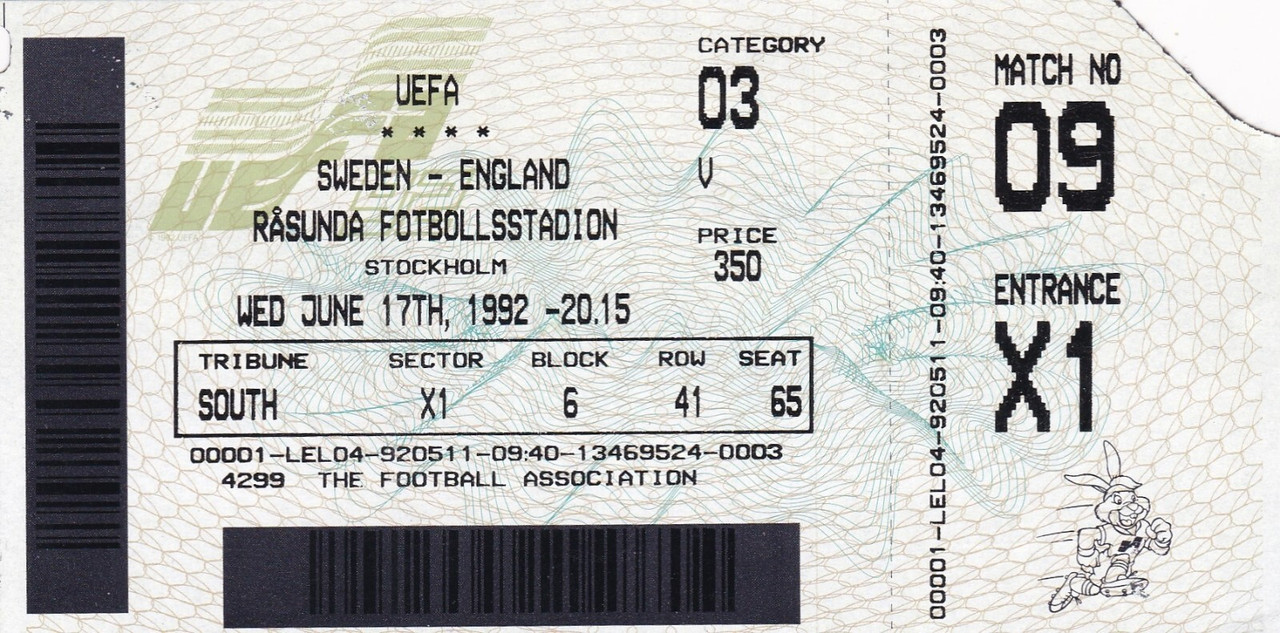 UEFA
* * * *
SWEDEN - ENGLAND
RÅSUNDA FOTBOLLSSTADION
STOCKHOLM
WED JUNE 17TH, 1992 -20.15
CATEGORY
03
V
PRICE
350
TRIBUNE SECTOR BLOCK ROW SEAT
SOUTH X1 6 41 65
00001-LEL04-920511-09:40-13469524-0003
4299 THE FOOTBALL ASSOCIATION
00001-LEL04-920511-09:40-13469524-0003
MATCH NO
09
ENTRANCE
X1